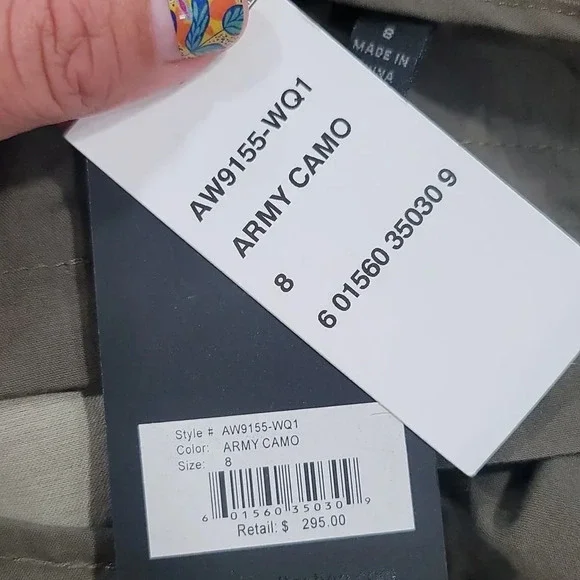 8
MADE IN
AW9155-WQ1
ARMY CAMO
8
6 01560 35030 9
Style # AW9155-WQ1
Color: ARMY CAMO
Size: 8
6 01560 35030 9
Retail: $ 295.00